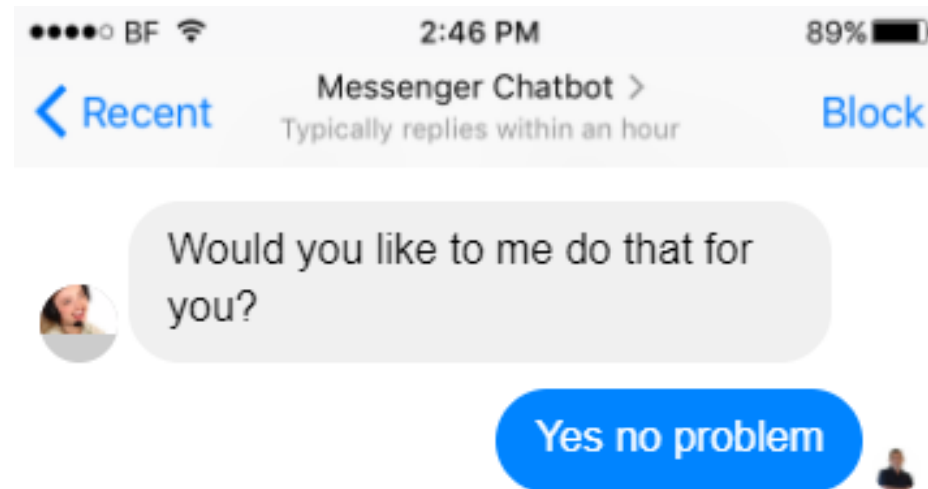 BF 2:46 PM 89%
Messenger Chatbot >
Recent Block
Typically replies within an hour
Would you like to me do that for
you?
Yes no problem